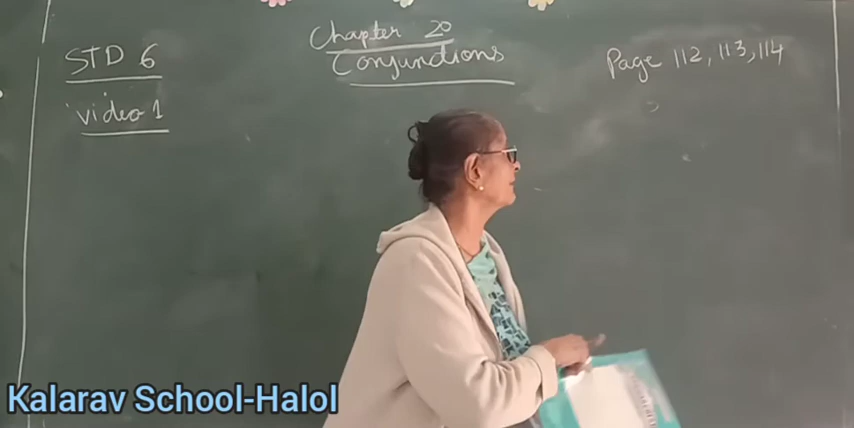 STD 6
Video 1
Chapter 20
Conjunctions
Page 112, 113, 114
Kalarav School-Halol